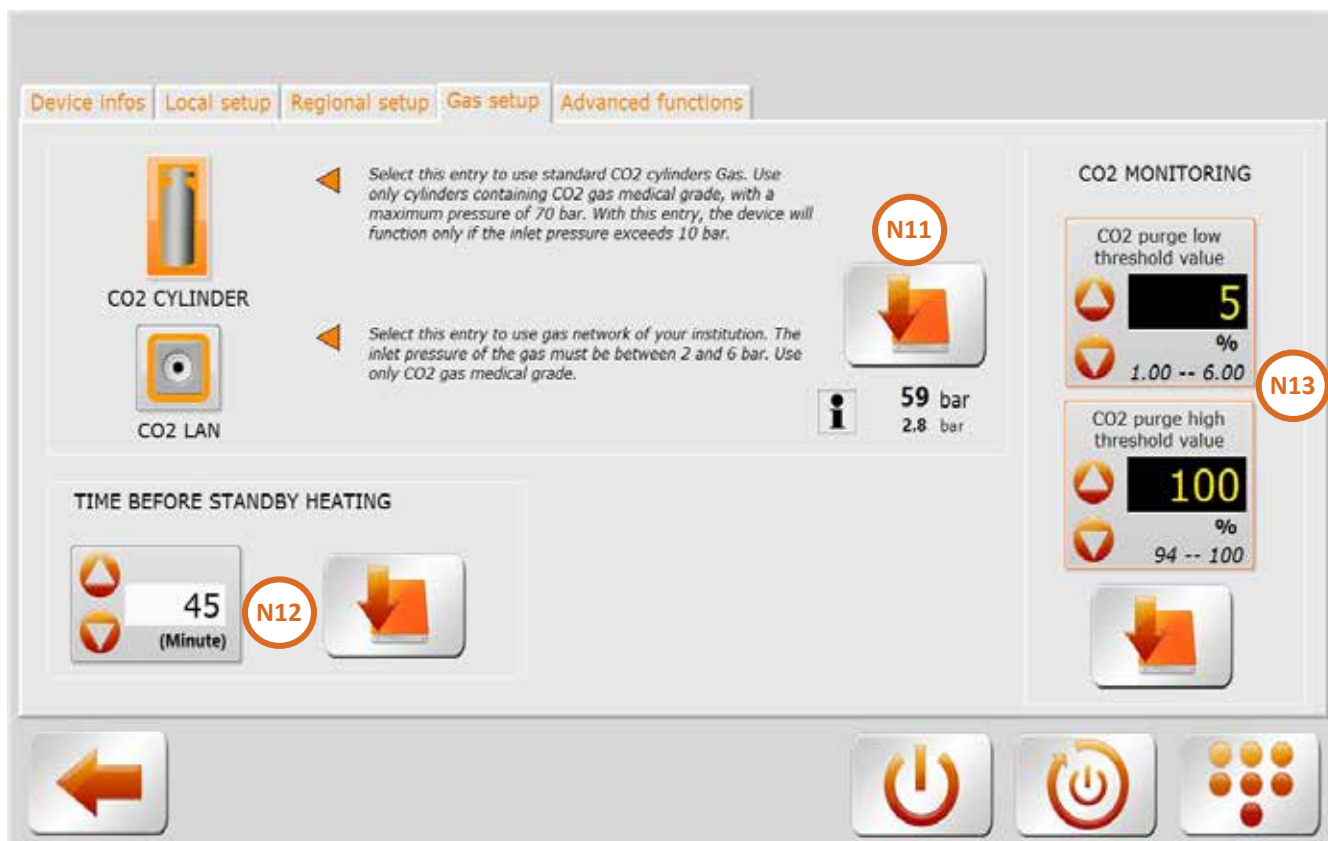 Device infos Local setup Regional setup Gas setup Advanced functions
Select this entry to use standard CO2 cylinders Gas. Use
only cylinders containing CO2 gas medical grade, with a
maximum pressure of 70 bar. With this entry, the device will
function only if the inlet pressure exceeds 10 bar.
CO2 CYLINDER
Select this entry to use gas network of your institution. The
inlet pressure of the gas must be between 2 and 6 bar. Use
only CO2 gas medical grade.
CO2 LAN
N11
i
59 bar
2.8 bar
CO2 MONITORING
CO2 purge low
threshold value
5
%
1.00 -- 6.00
N13
CO2 purge high
threshold value
100
%
94 -- 100
TIME BEFORE STANDBY HEATING
45
(Minute)
N12